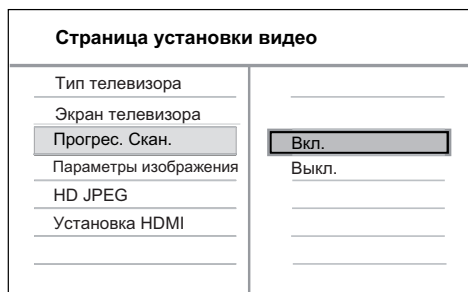 Страница установки видео
Тип телевизора
Экран телевизора
Прогрес. Скан.
Вкл.
Параметры изображения
Выкл.
HD JPEG
Установка HDMI